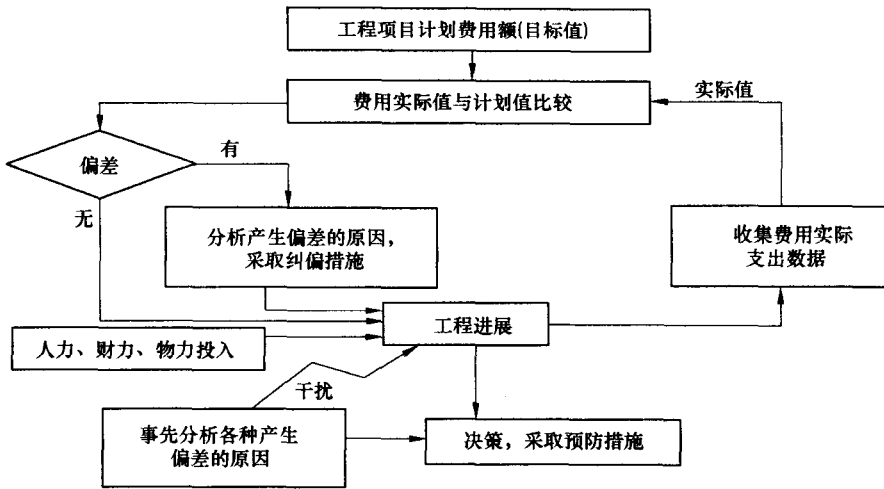 工程项目计划费用额(目标值)
费用实际值与计划值比较
实际值
偏差
有
无
分析产生偏差的原因,
采取纠偏措施
收集费用实际
支出数据
工程进展
人力、财力、物力投入
干扰
事先分析各种产生
偏差的原因
决策，采取预防措施